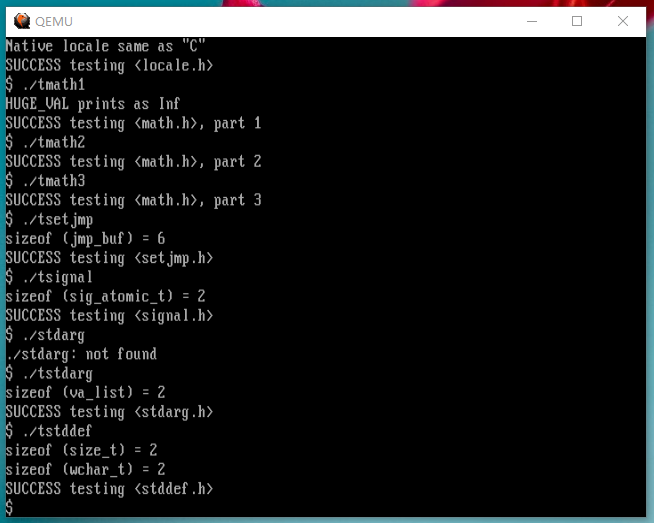 QEMU
Native locale same as "C"
SUCCESS testing <locale.h>
$ ./tmath1
HUGE_VAL prints as Inf
SUCCESS testing <math.h>, part 1
$ ./tmath2
SUCCESS testing <math.h>, part 2
$ ./tmath3
SUCCESS testing <math.h>, part 3
$ ./tsetjmp
sizeof (jmp_buf) = 6
SUCCESS testing <setjmp.h>
$ ./tsignal
sizeof (sig_atomic_t) = 2
SUCCESS testing <signal.h>
$ ./stdarg
./stdarg: not found
$ ./tstdarg
sizeof (va_list) = 2
SUCCESS testing <stdarg.h>
$ ./tstddef
sizeof (size_t) = 2
sizeof (wchar_t) = 2
SUCCESS testing <stddef.h>
$